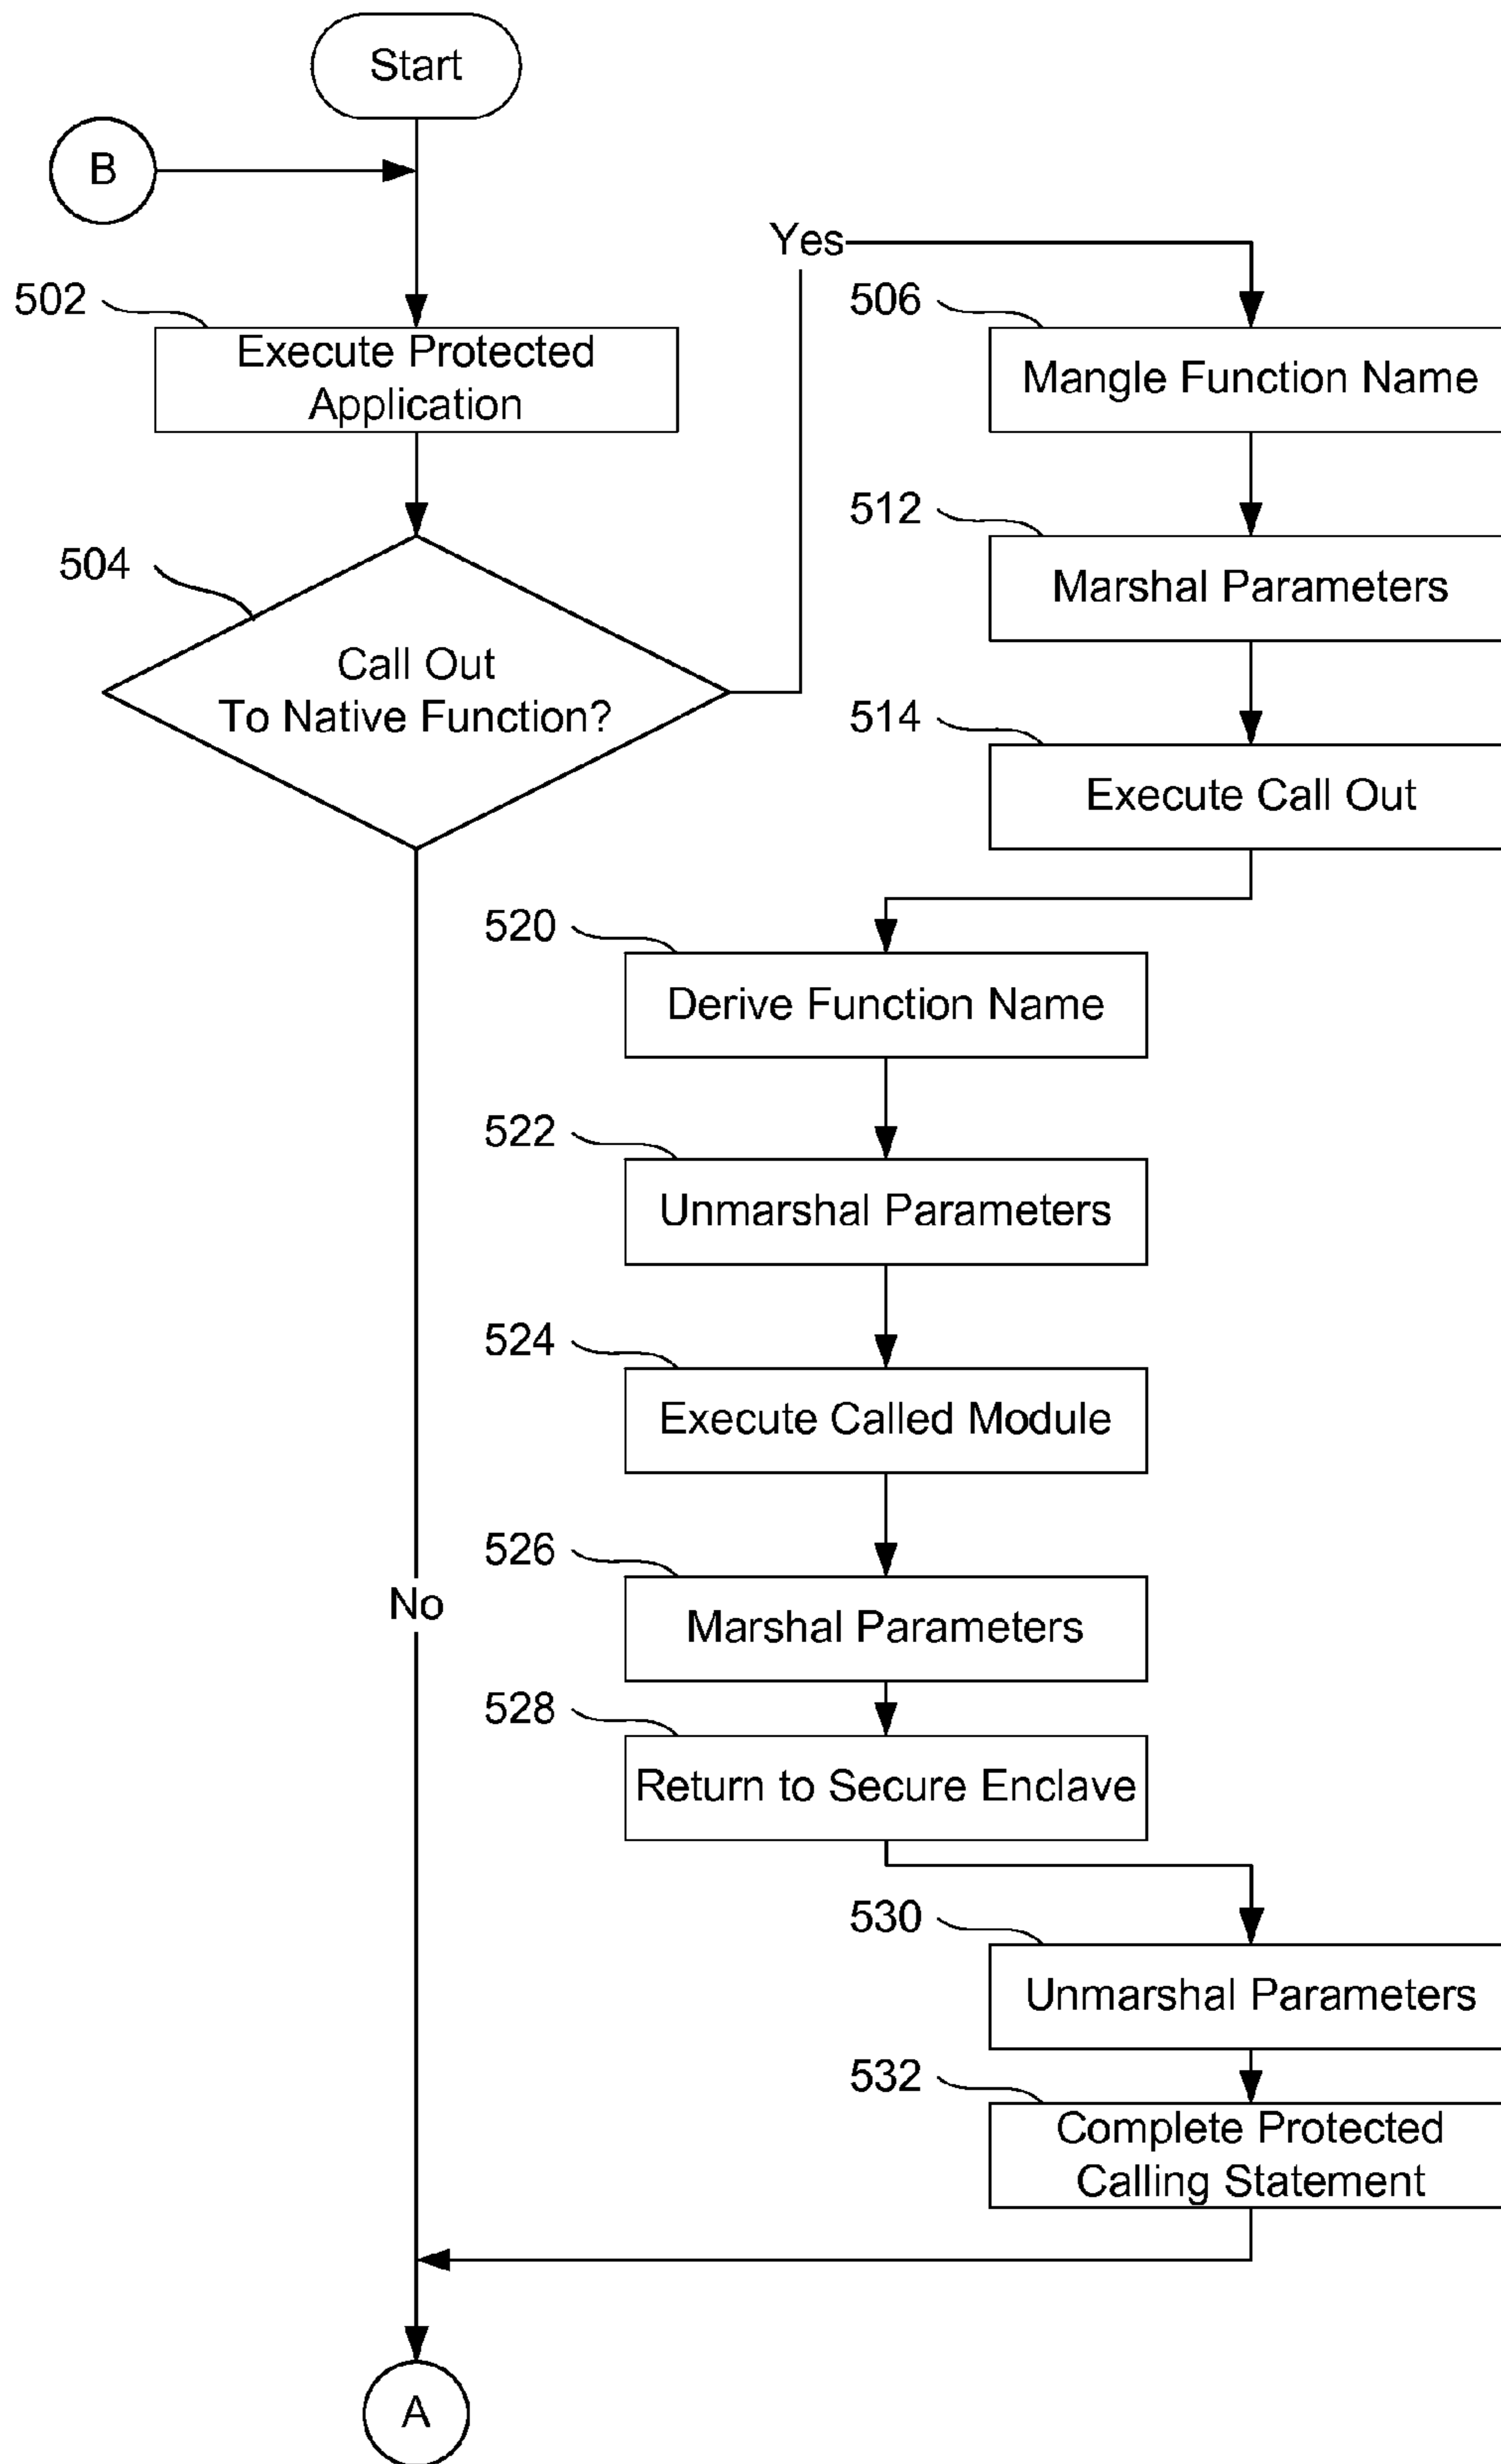 Start
B
Yes
502
Execute Protected
Application
506
Mangle Function Name
512
Marshal Parameters
504
Call Out
To Native Function?
514
Execute Call Out
520
Derive Function Name
522
Unmarshal Parameters
524
Execute Called Module
526
Marshal Parameters
No
528
Return to Secure Enclave
530
Unmarshal Parameters
532
Complete Protected
Calling Statement
A